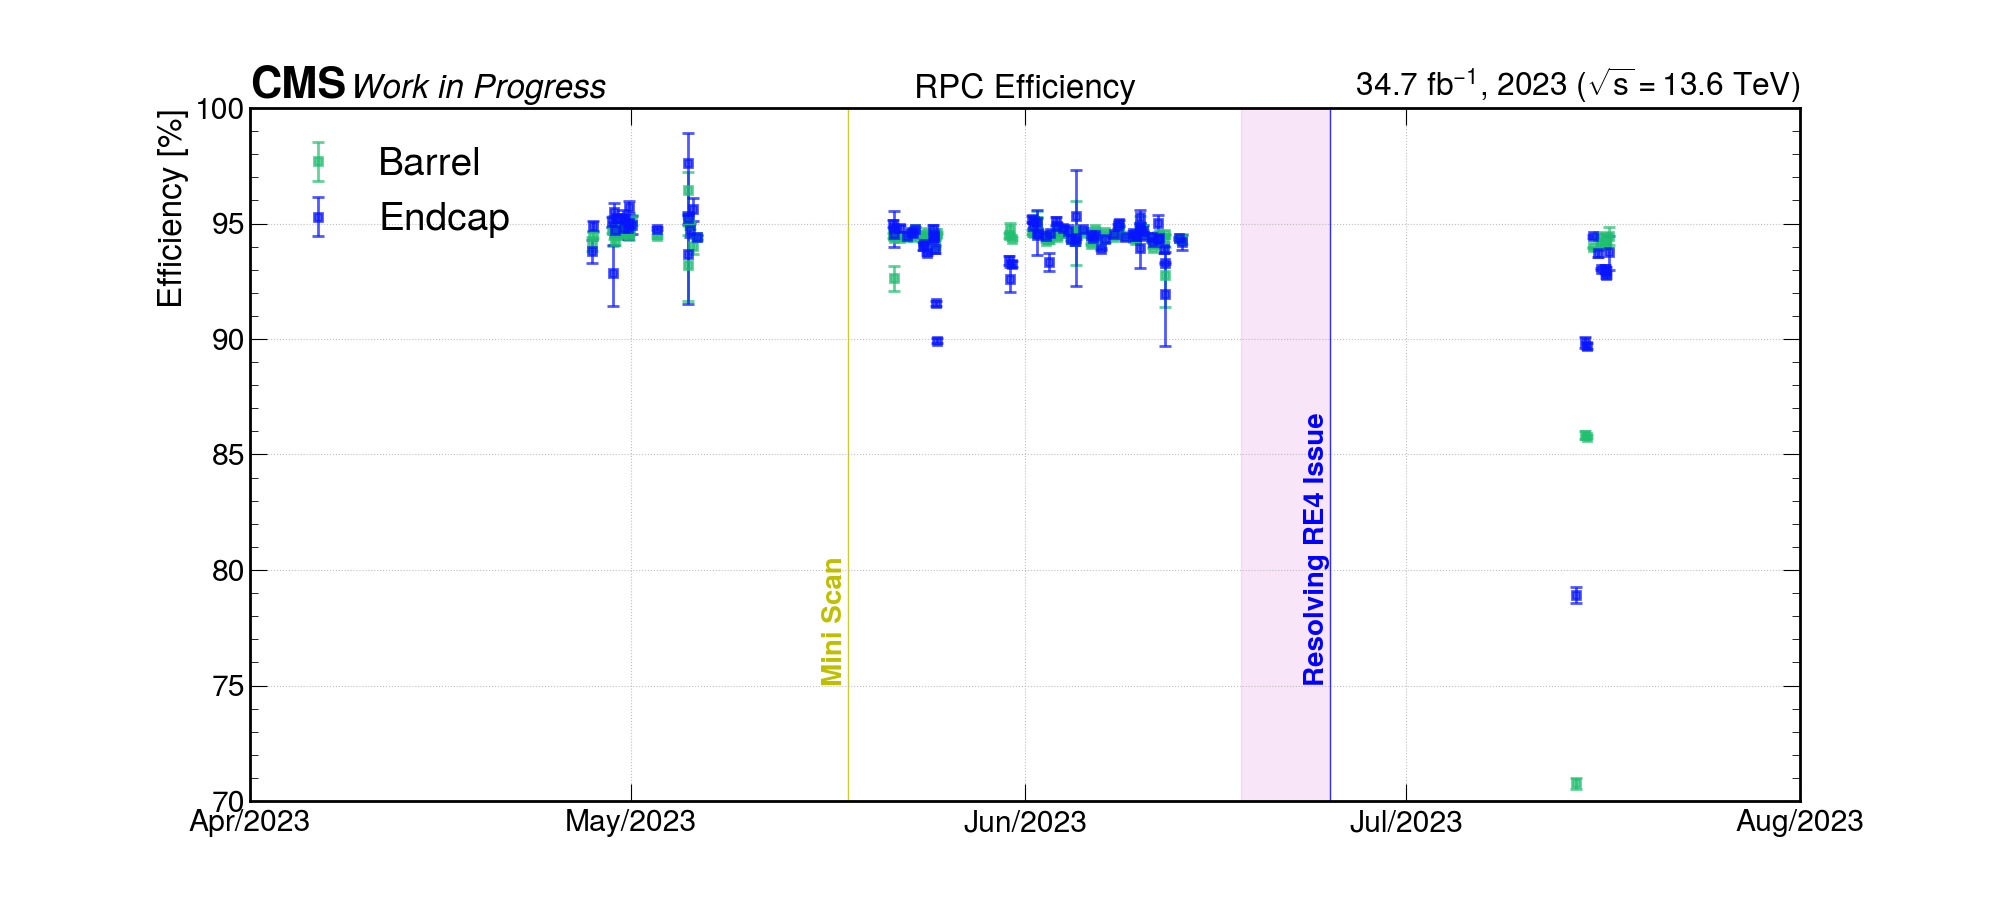 CMS Work in Progress RPC Efficiency 34.7 fb⁻¹, 2023 (√s = 13.6 TeV)
Efficiency [%]
100
95
90
85
80
75
70
Barrel
Endcap
Mini Scan
Resolving RE4 Issue
Apr/2023 May/2023 Jun/2023 Jul/2023 Aug/2023